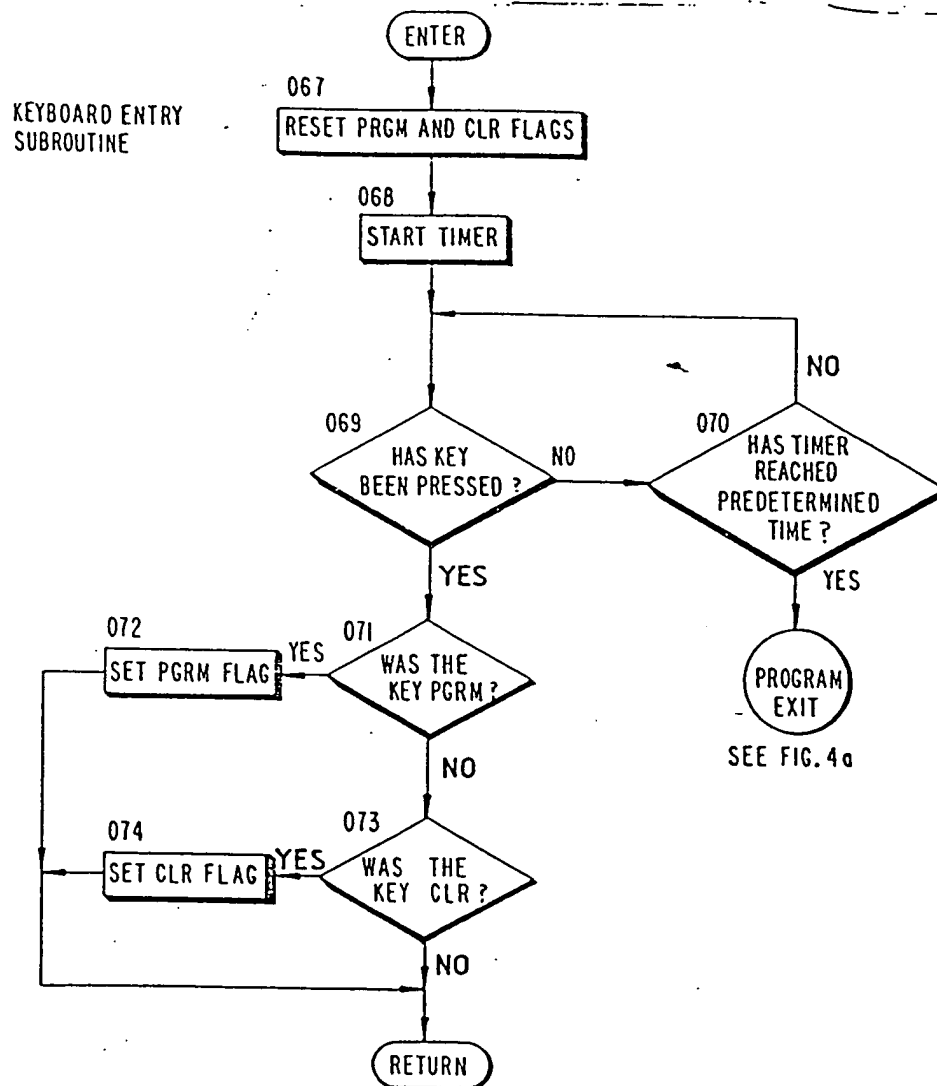 ENTER
067
KEYBOARD ENTRY
SUBROUTINE
RESET PRGM AND CLR FLAGS
068
START TIMER
NO
069
HAS KEY
BEEN PRESSED ?
NO
070
HAS TIMER
REACHED
PREDETERMINED
TIME ?
YES
YES
072
SET PGRM FLAG
YES
071
WAS THE
KEY PGRM ?
PROGRAM
EXIT
SEE FIG. 4a
NO
074
SET CLR FLAG
YES
073
WAS THE
KEY CLR ?
NO
RETURN